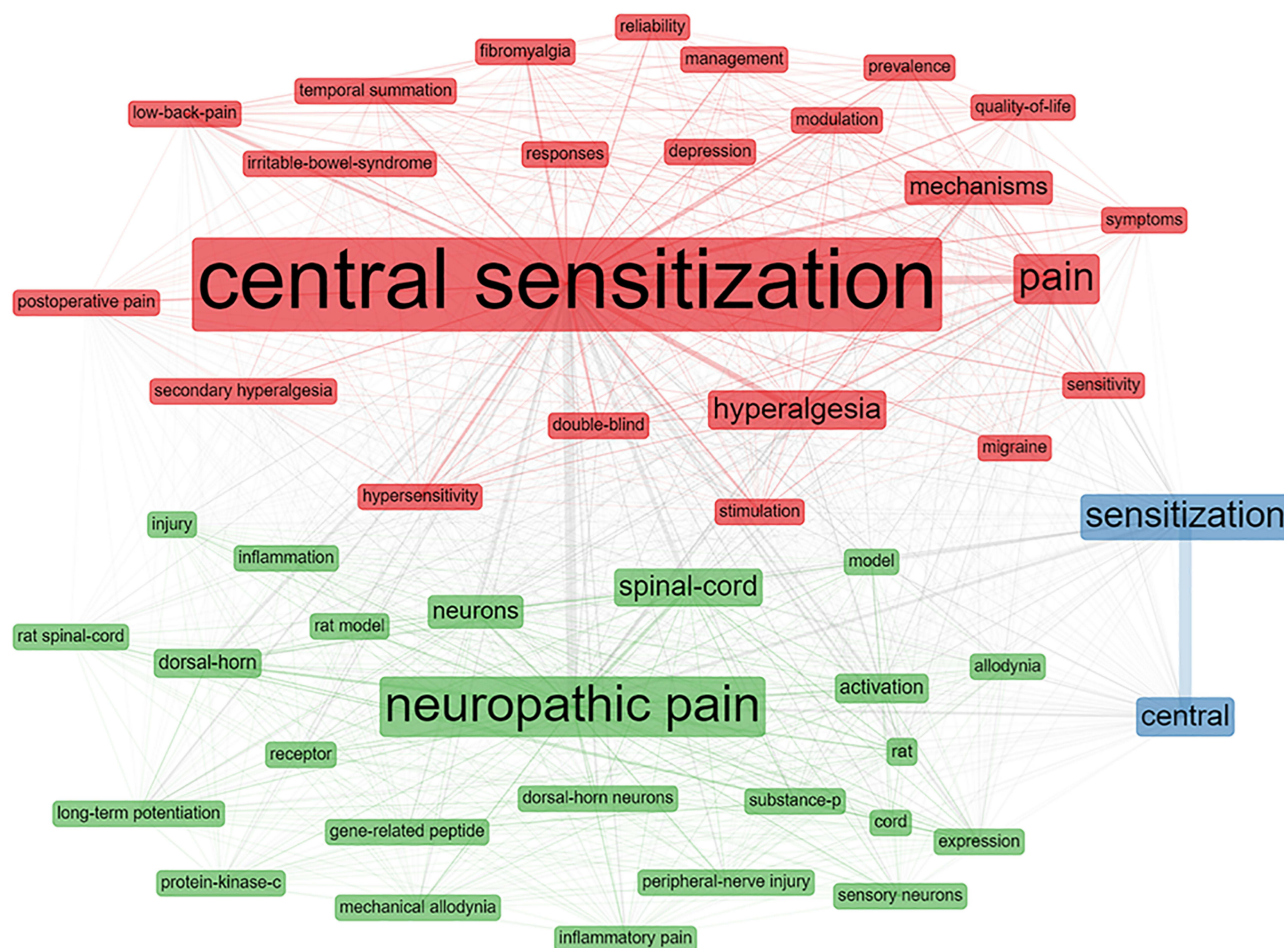 reliability
fibromyalgia
management
prevalence
temporal summation
low-back-pain
quality-of-life
modulation
irritable-bowel-syndrome
responses
depression
mechanisms
symptoms
central sensitization
pain
postoperative pain
secondary hyperalgesia
sensitivity
hyperalgesia
double-blind
migraine
hypersensitivity
stimulation
sensitization
injury
inflammation
model
spinal-cord
neurons
rat model
rat spinal-cord
dorsal-horn
allodynia
activation
neuropathic pain
central
receptor
rat
dorsal-horn neurons
substance-p
long-term potentiation
cord
gene-related peptide
expression
protein-kinase-c
peripheral-nerve injury
sensory neurons
mechanical allodynia
inflammatory pain